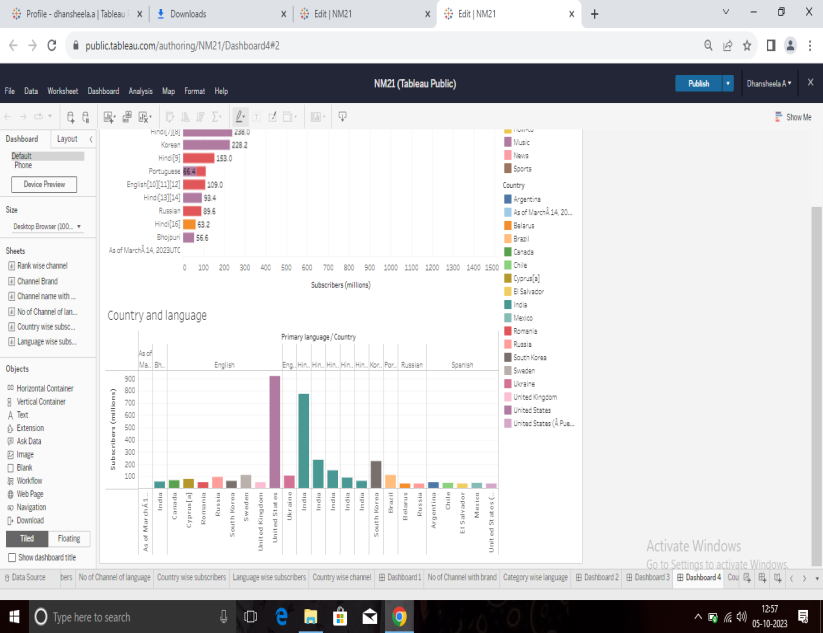 Profile - dhansheela.a | Tableau
Downloads
Edit | NM21
Edit | NM21
public.tableau.com/authoring/NM21/Dashboard4#2
File Data Worksheet Dashboard Analysis Map Format Help
NM21 (Tableau Public)
Publish
Dhansheela A
Show Me
Dashboard
Layout
Default
Phone
Device Preview
Size
Desktop Browser (100...
Sheets
Rank wise channel
Channel Brand
Channel name with ...
No of Channel of lan...
Country wise subsc...
Language wise subs...
Objects
Horizontal Container
Vertical Container
Text
Extension
Ask Data
Image
Blank
Workflow
Web Page
Navigation
Download
Tiled
Floating
Show dashboard title
Hindi[7][8] 238.0
Korean 228.2
Hindi[9] 153.0
Portuguese 66.4
English[10][11][12] 109.0
Hindi[13][14] 93.4
Russian 89.6
Hindi[16] 63.2
Bhojpuri 56.6
As of MarchÂ 14, 2023UTC
0 100 200 300 400 500 600 700 800 900 1000 1100 1200 1300 1400 1500
Subscribers (millions)
Music
News
Sports
Country
Argentina
As of MarchÂ 14, 20...
Belarus
Brazil
Canada
Chile
Cyprus[a]
El Salvador
India
Mexico
Romania
Russia
South Korea
Sweden
Ukraine
United Kingdom
United States
United States (Â Pue...
Country and language
Primary language / Country
As of
Ma.. Bh.. English Eng.. Hin.. Hin.. Hin.. Hin.. Hin.. Kor.. Por.. Russian Spanish
Subscribers (millions)
900
800
700
600
500
400
300
200
100
As of MarchÂ 1...
India
Canada
Cyprus[a]
Romania
Russia
South Korea
Sweden
United Kingdom
United States
Ukraine
India
India
India
India
India
South Korea
Brazil
Belarus
Russia
Argentina
Chile
El Salvador
Mexico
United States (..
Activate Windows
Go to Settings to activate Windows.
Data Source
bers
No of Channel of language
Country wise subscribers
Language wise subscribers
Country wise channel
Dashboard 1
No of Channel with brand
Category wise language
Dashboard 2
Dashboard 3
Dashboard 4
Cou
Type here to search
12:57
05-10-2023